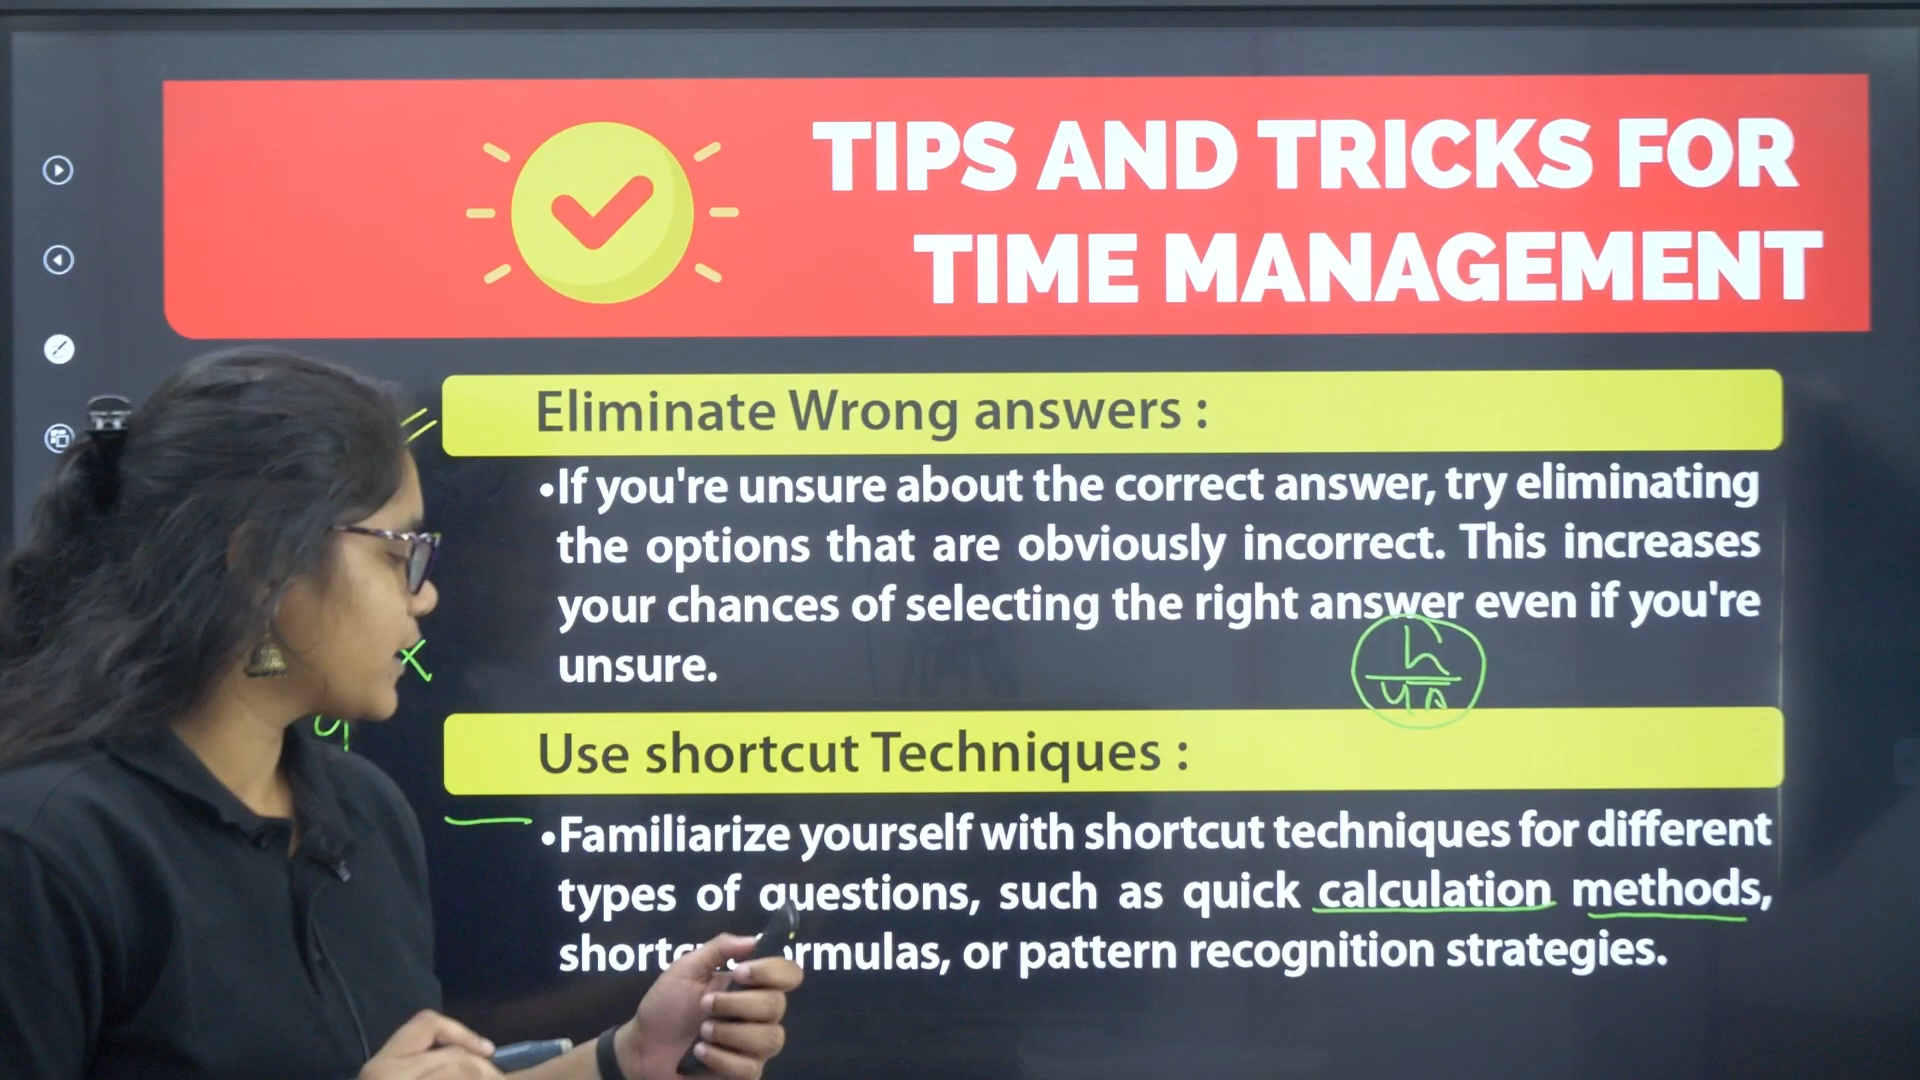 TIPS AND TRICKS FOR
TIME MANAGEMENT
Eliminate Wrong answers :
•If you're unsure about the correct answer, try eliminating
the options that are obviously incorrect. This increases
your chances of selecting the right answer even if you're
unsure.
Use shortcut Techniques :
•Familiarize yourself with shortcut techniques for different
types of questions, such as quick calculation methods,
or pattern recognition strategies.